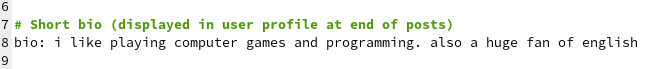 6
7 # Short bio (displayed in user profile at end of posts)
8 bio: i like playing computer games and programming. also a huge fan of english
9